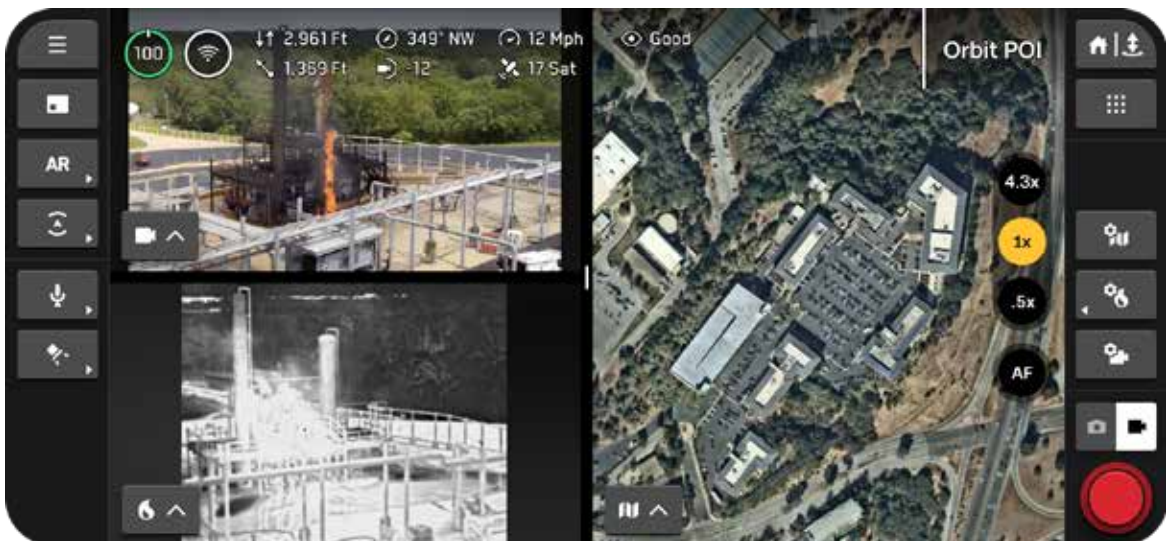 100
2,961 Ft
349° NW
12 Mph
1,369 Ft
-12
17 Sat
Good
Orbit POI
AR
4.3x
1x
.5x
AF